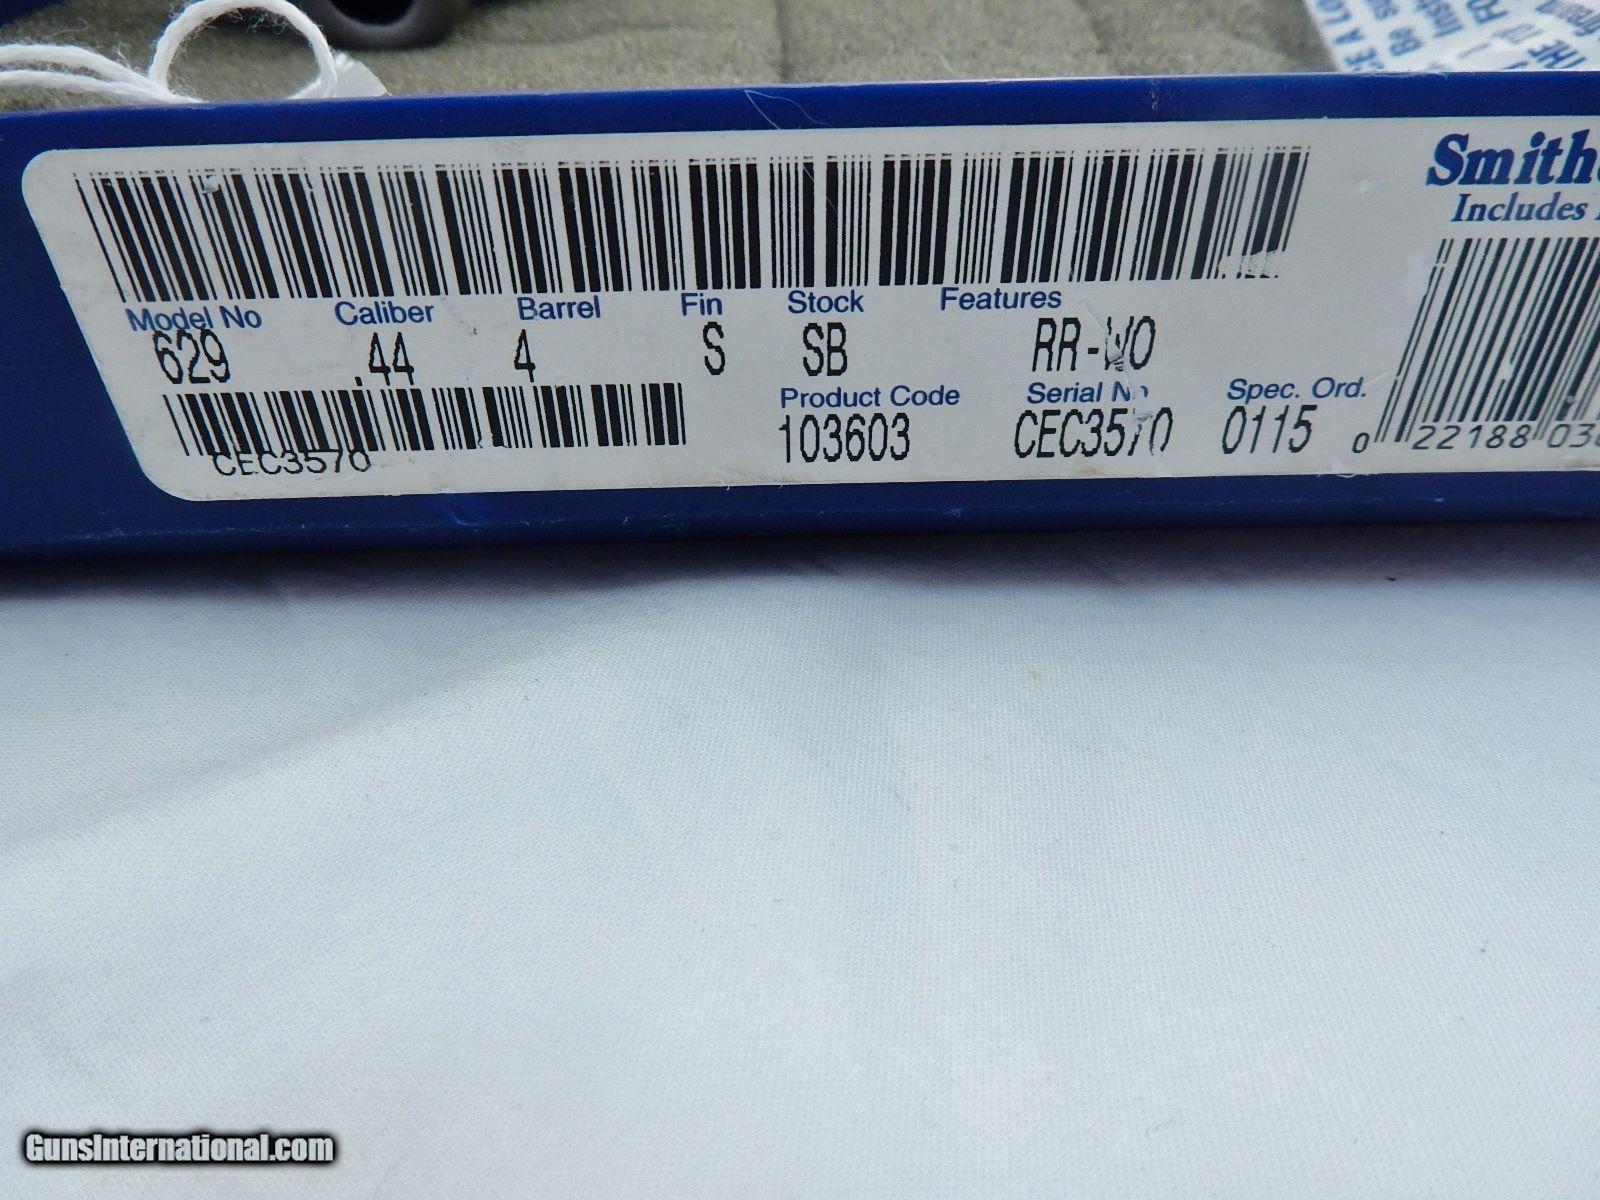 Smith
Includes
Model No Caliber Barrel Fin Stock Features
629 .44 4 S SB RR-WO
Product Code Serial No Spec. Ord.
103603 CEC3570 0115
CEC3570
0 22188 03
GunsInternational.com